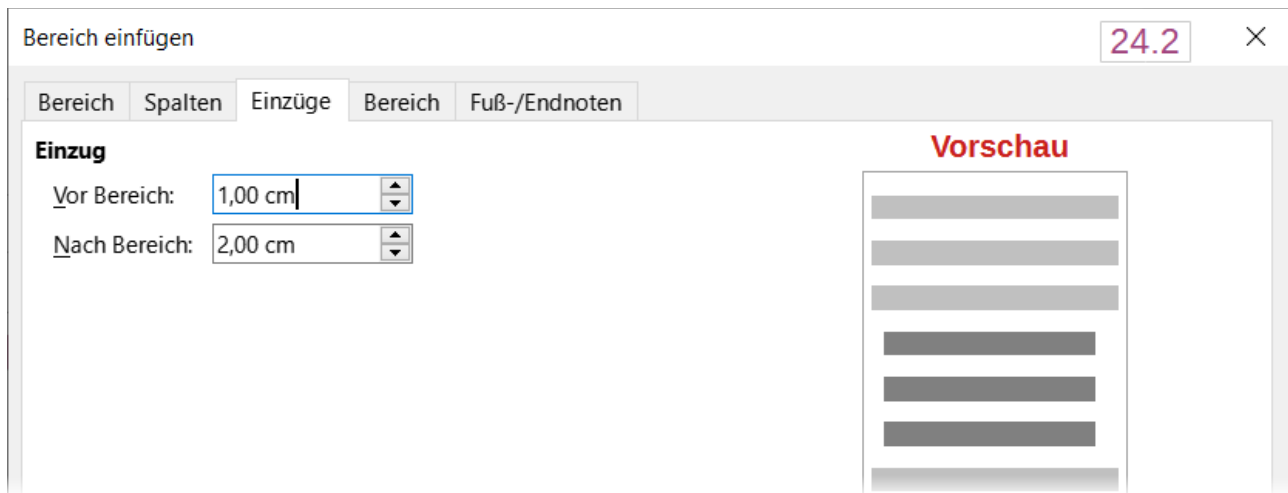 Bereich einfügen 24.2
Bereich Spalten Einzüge Bereich Fuß-/Endnoten
Einzug
Vorschau
Vor Bereich: 1,00 cm
Nach Bereich: 2,00 cm